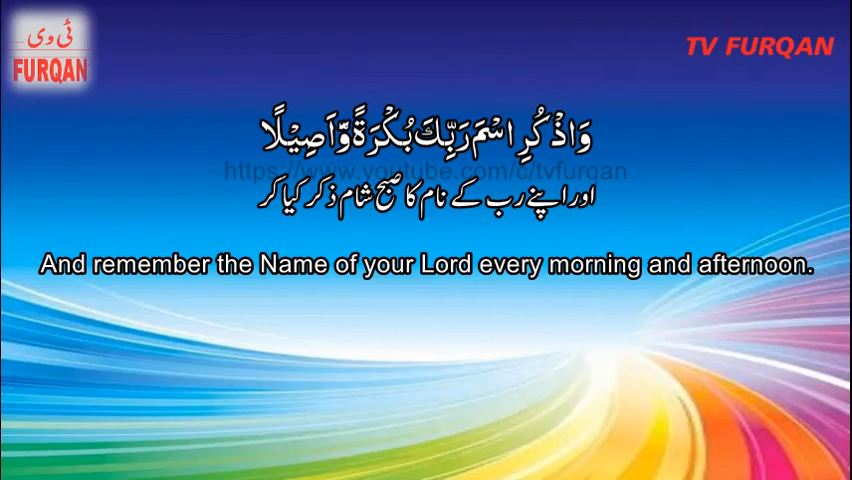 ٹی وی
FURQAN
TV FURQAN
وَاذْكُرِ اسْمَ رَبِّكَ بُكْرَةً وَّاَصِيْلًا
https://www.youtube.com/c/tvfurqan
اور اپنے رب کے نام کا صبح شام ذکر کیا کر
And remember the Name of your Lord every morning and afternoon.